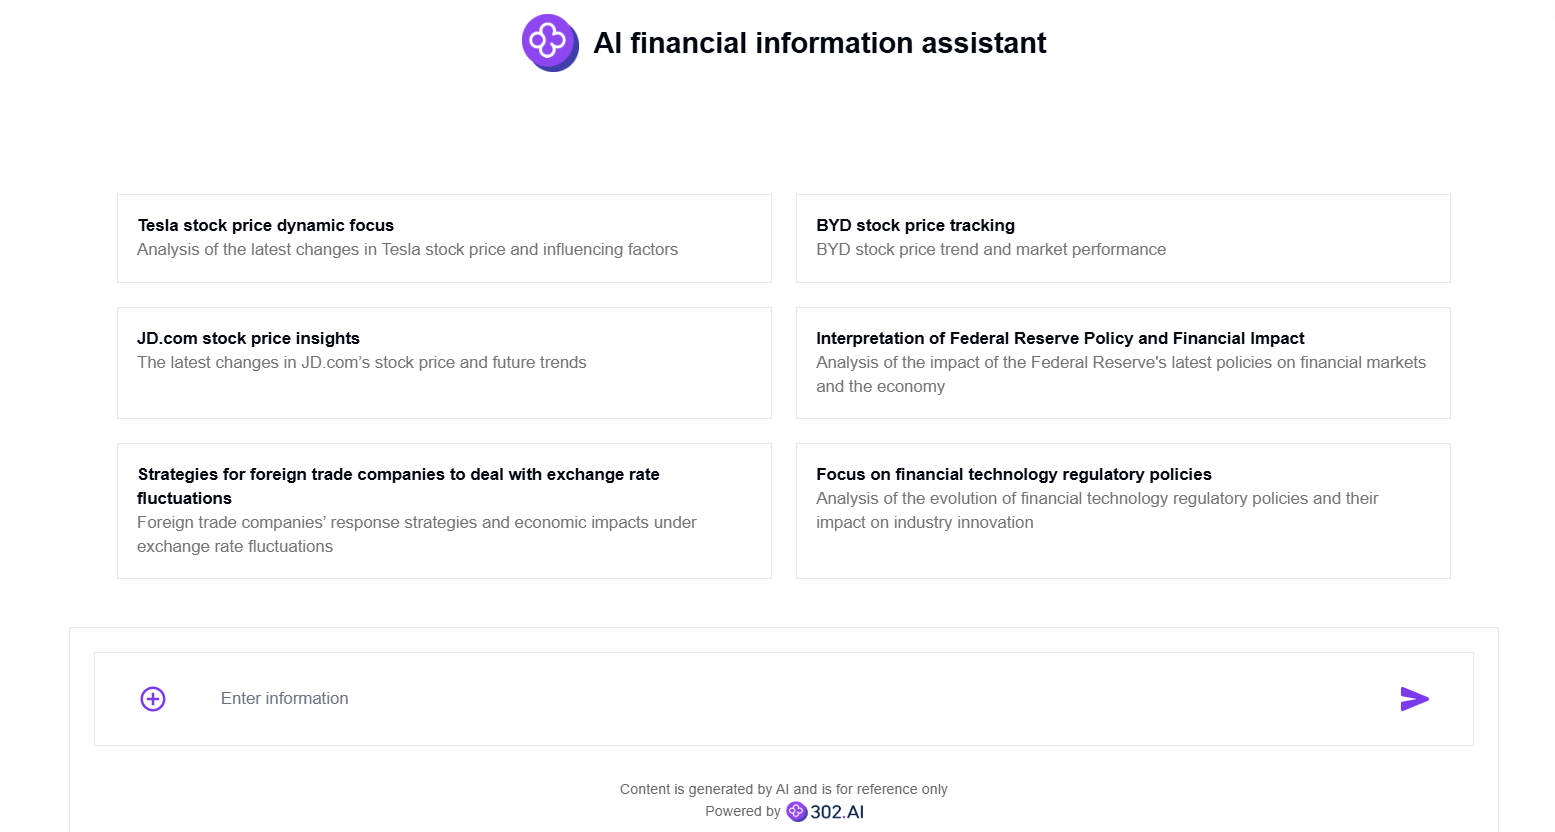 AI financial information assistant
Tesla stock price dynamic focus
Analysis of the latest changes in Tesla stock price and influencing factors
BYD stock price tracking
BYD stock price trend and market performance
JD.com stock price insights
The latest changes in JD.com’s stock price and future trends
Interpretation of Federal Reserve Policy and Financial Impact
Analysis of the impact of the Federal Reserve's latest policies on financial markets
and the economy
Strategies for foreign trade companies to deal with exchange rate
fluctuations
Foreign trade companies’ response strategies and economic impacts under
exchange rate fluctuations
Focus on financial technology regulatory policies
Analysis of the evolution of financial technology regulatory policies and their
impact on industry innovation
Enter information
Content is generated by AI and is for reference only
Powered by 302.AI